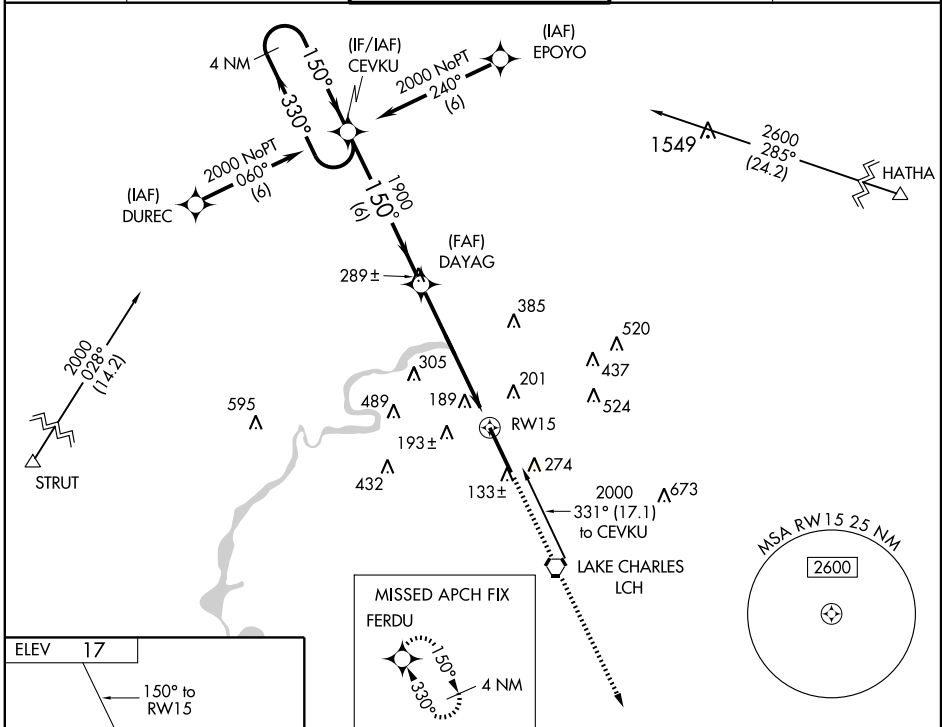 (IAF)
EPOYO
(IF/IAF)
CEVKU
4 NM
150°
330°
2000 NoPT
240°
(6)
2000 NoPT
060°
(6)
(IAF)
DUREC
1549
2600
285°
(24.2)
HATHA
1900
150°
(6)
(FAF)
DAYAG
289±
385
520
437
524
305
201
489
189
595
193±
432
RW15
274
133±
673
2000
028°
(14.2)
STRUT
2000
331° (17.1)
to CEVKU
LAKE CHARLES
LCH
MSA RW15 25 NM
2600
MISSED APCH FIX
FERDU
150°
330°
4 NM
ELEV 17
150° to
RW15